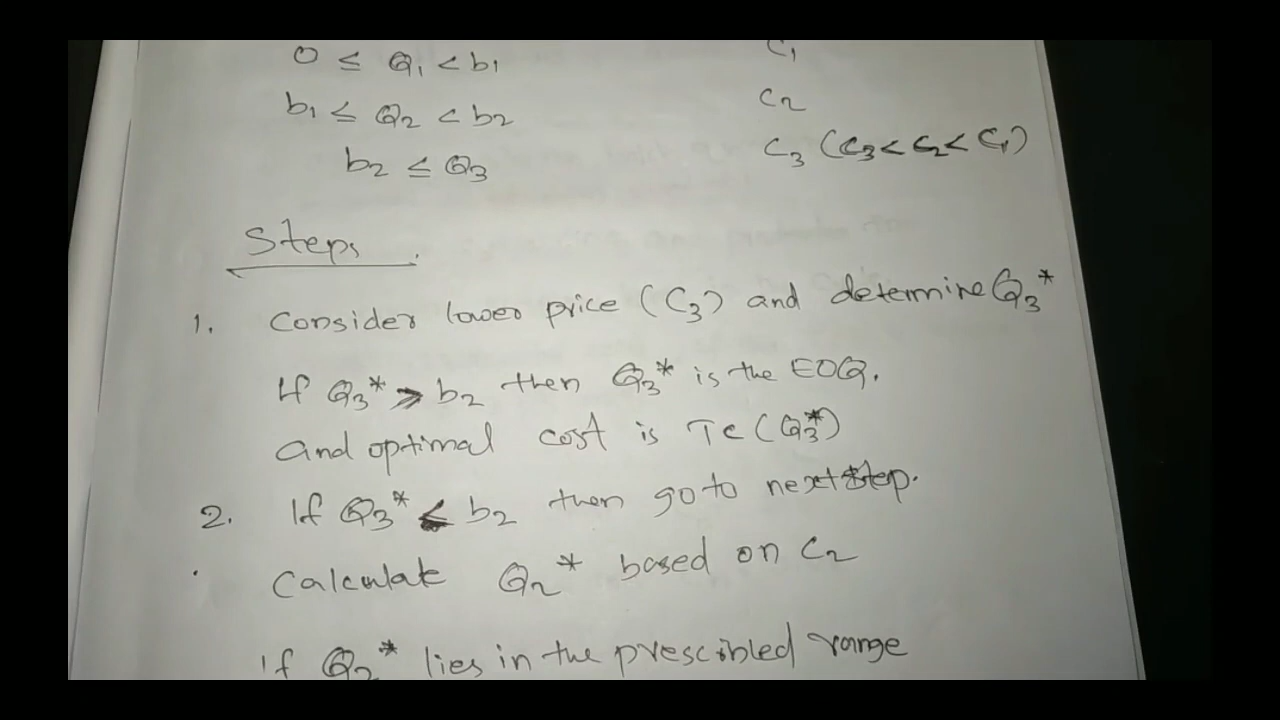 0 ≤ Q₁ < b₁ C₁
b₁ ≤ Q₂ < b₂ C₂
b₂ ≤ Q₃ C₃ (C₃ < C₂ < C₁)
Steps
1. Consider lower price (C₃) and determine Q₃*
If Q₃* > b₂ then Q₃* is the EOQ.
and optimal cost is Tc (Q₃*)
2. If Q₃* < b₂ then go to next step.
Calculate Q₂* based on C₂
If Q₂* lies in the prescibled range